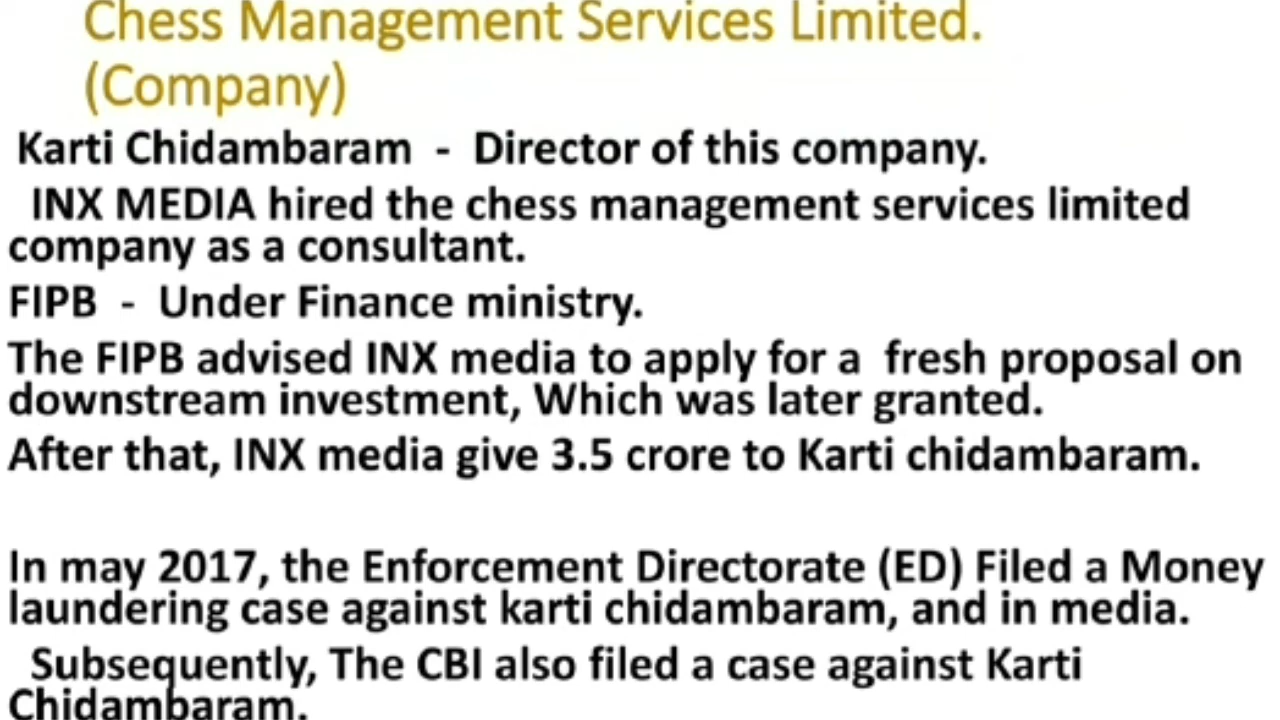 Chess Management Services Limited.
(Company)
Karti Chidambaram - Director of this company.
INX MEDIA hired the chess management services limited
company as a consultant.
FIPB - Under Finance ministry.
The FIPB advised INX media to apply for a fresh proposal on
downstream investment, Which was later granted.
After that, INX media give 3.5 crore to Karti chidambaram.
In may 2017, the Enforcement Directorate (ED) Filed a Money
laundering case against karti chidambaram, and in media.
Subsequently, The CBI also filed a case against Karti
Chidambaram.